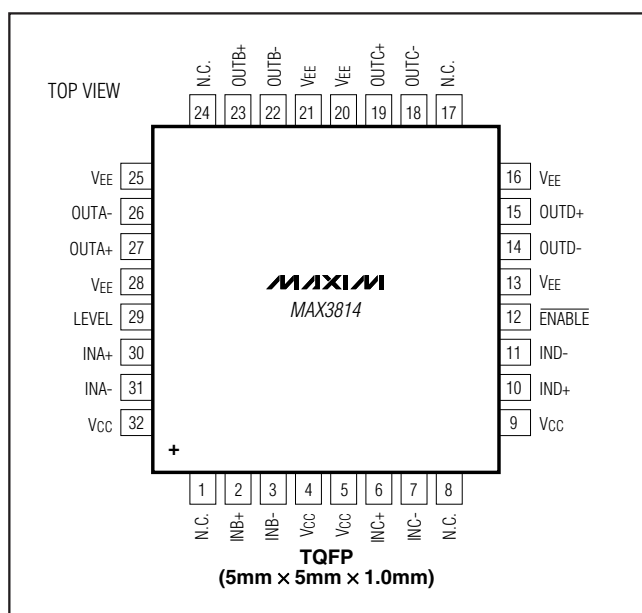 TOP VIEW
N.C. OUTB+ OUTB- VEE VEE OUTC+ OUTC- N.C.
24 23 22 21 20 19 18 17
VEE 25 16 VEE
OUTA- 26 15 OUTD+
OUTA+ 27 14 OUTD-
VEE 28 13 VEE
MAXIM
MAX3814
LEVEL 29 12 ENABLE
INA+ 30 11 IND-
INA- 31 10 IND+
VCC 32 9 VCC
+
1 2 3 4 5 6 7 8
N.C. INB+ INB- VCC VCC INC+ INC- N.C.
TQFP
(5mm × 5mm × 1.0mm)